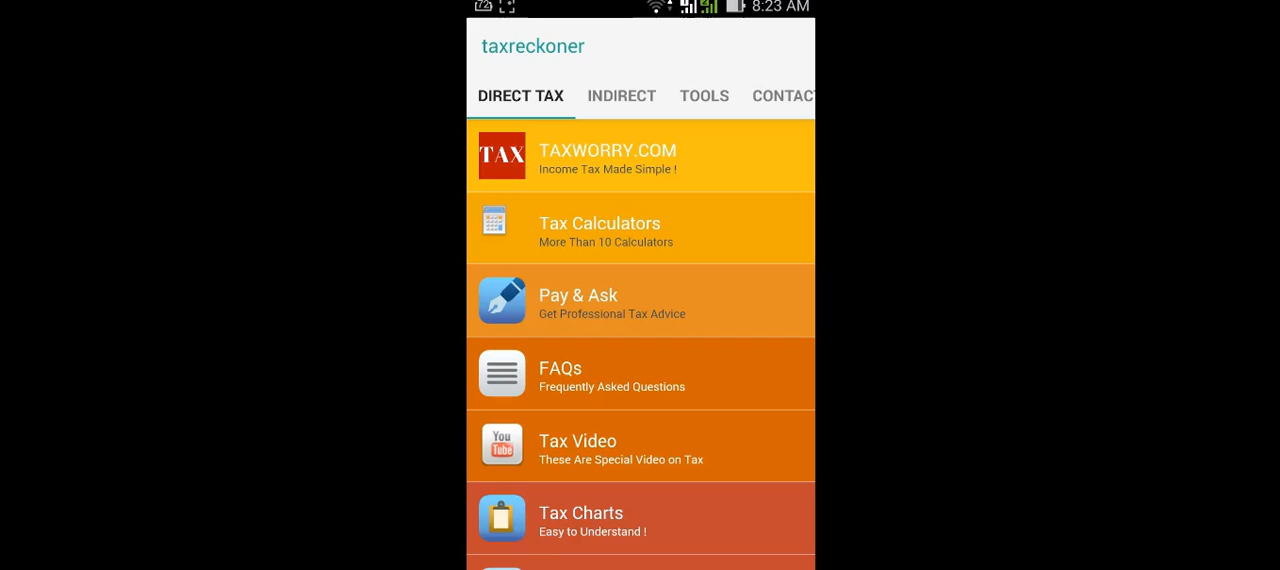 72
8:23 AM
taxreckoner
DIRECT TAX INDIRECT TOOLS CONTACT
TAX
TAXWORRY.COM
Income Tax Made Simple !
Tax Calculators
More Than 10 Calculators
Pay & Ask
Get Professional Tax Advice
FAQs
Frequently Asked Questions
You
Tube
Tax Video
These Are Special Video on Tax
Tax Charts
Easy to Understand !